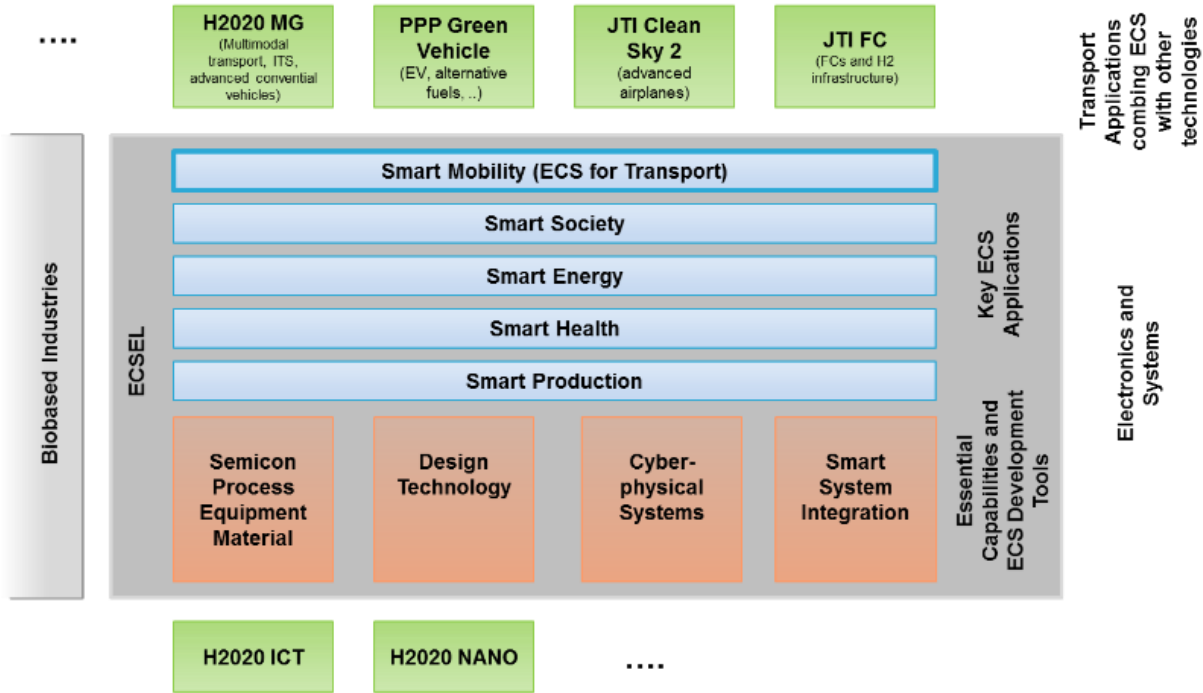 ....
H2020 MG
(Multimodal
transport, ITS,
advanced convential
vehicles)
PPP Green
Vehicle
(EV, alternative
fuels, ..)
JTI Clean
Sky 2
(advanced
airplanes)
JTI FC
(FCs and H2
infrastructure)
Transport
Applications
combing ECS
with other
technologies
Biobased Industries
ECSEL
Smart Mobility (ECS for Transport)
Smart Society
Smart Energy
Smart Health
Smart Production
Key ECS
Applications
Semicon
Process
Equipment
Material
Design
Technology
Cyber-
physical
Systems
Smart
System
Integration
Essential
Capabilities and
ECS Development
Tools
Electronics and
Systems
H2020 ICT
H2020 NANO
....